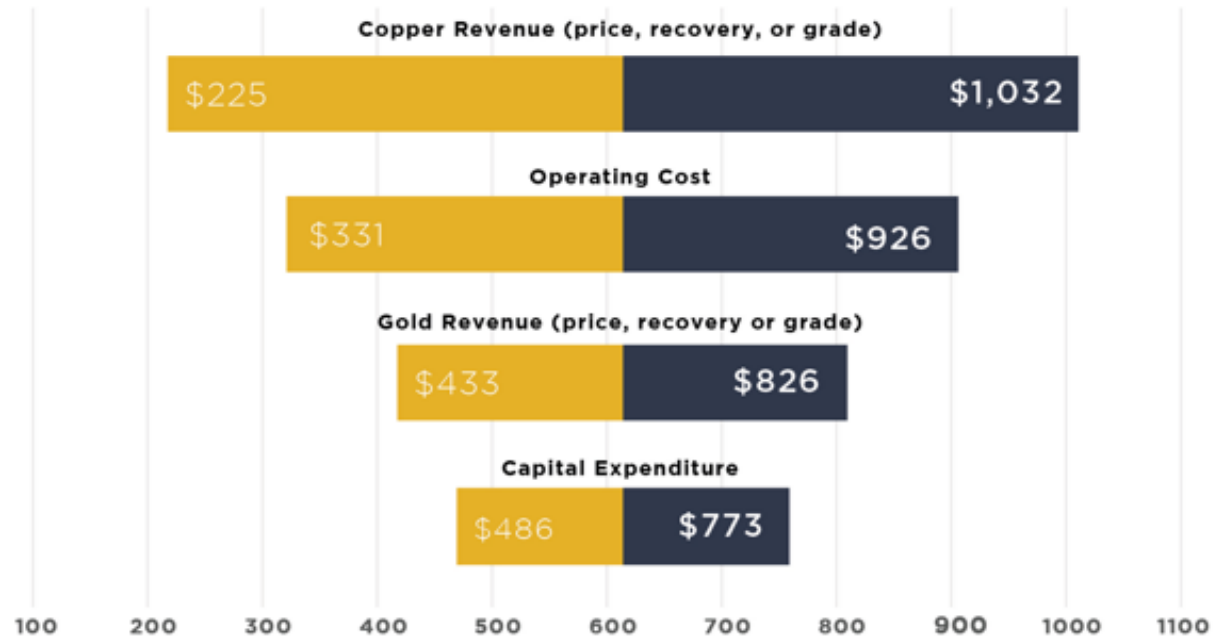 Copper Revenue (price, recovery, or grade)
$225 $1,032
Operating Cost
$331 $926
Gold Revenue (price, recovery or grade)
$433 $826
Capital Expenditure
$486 $773
100 200 300 400 500 600 700 800 900 1000 1100